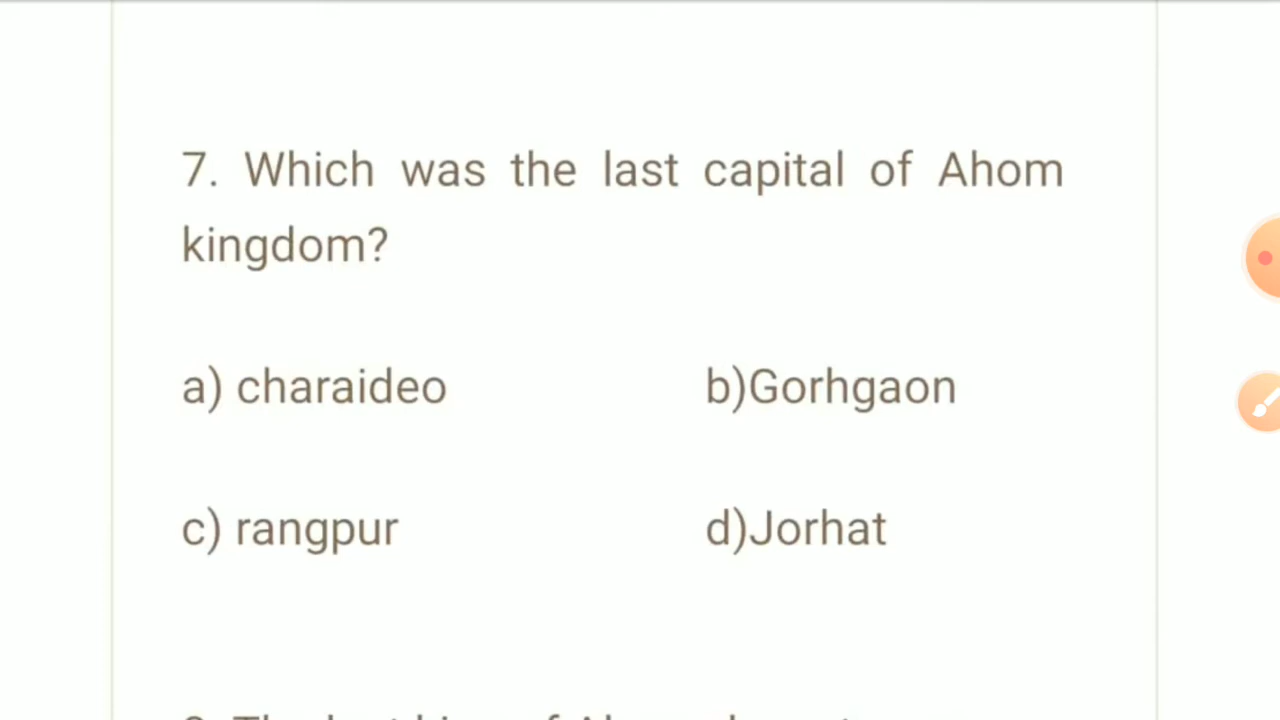 7. Which was the last capital of Ahom
kingdom?
a) charaideo b)Gorhgaon
c) rangpur d)Jorhat